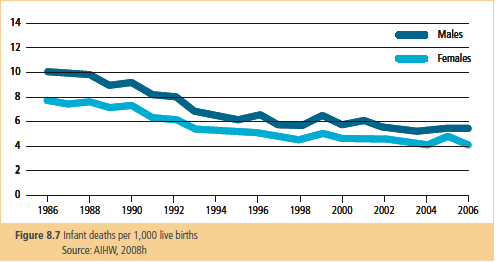 14
12
10
8
6
4
2
0
Males
Females
1986 1988 1990 1992 1994 1996 1998 2000 2002 2004 2006
Figure 8.7 Infant deaths per 1,000 live births
Source: AIHW, 2008h